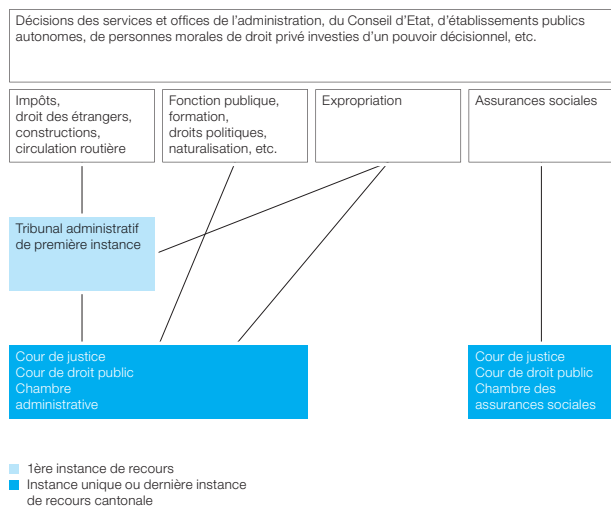 Décisions des services et offices de l'administration, du Conseil d'Etat, d'établissements publics
autonomes, de personnes morales de droit privé investies d'un pouvoir décisionnel, etc.
Impôts,
droit des étrangers,
constructions,
circulation routière
Fonction publique,
formation,
droits politiques,
naturalisation, etc.
Expropriation
Assurances sociales
Tribunal administratif
de première instance
Cour de justice
Cour de droit public
Chambre
administrative
Cour de justice
Cour de droit public
Chambre des
assurances sociales
1ère instance de recours
Instance unique ou dernière instance
de recours cantonale